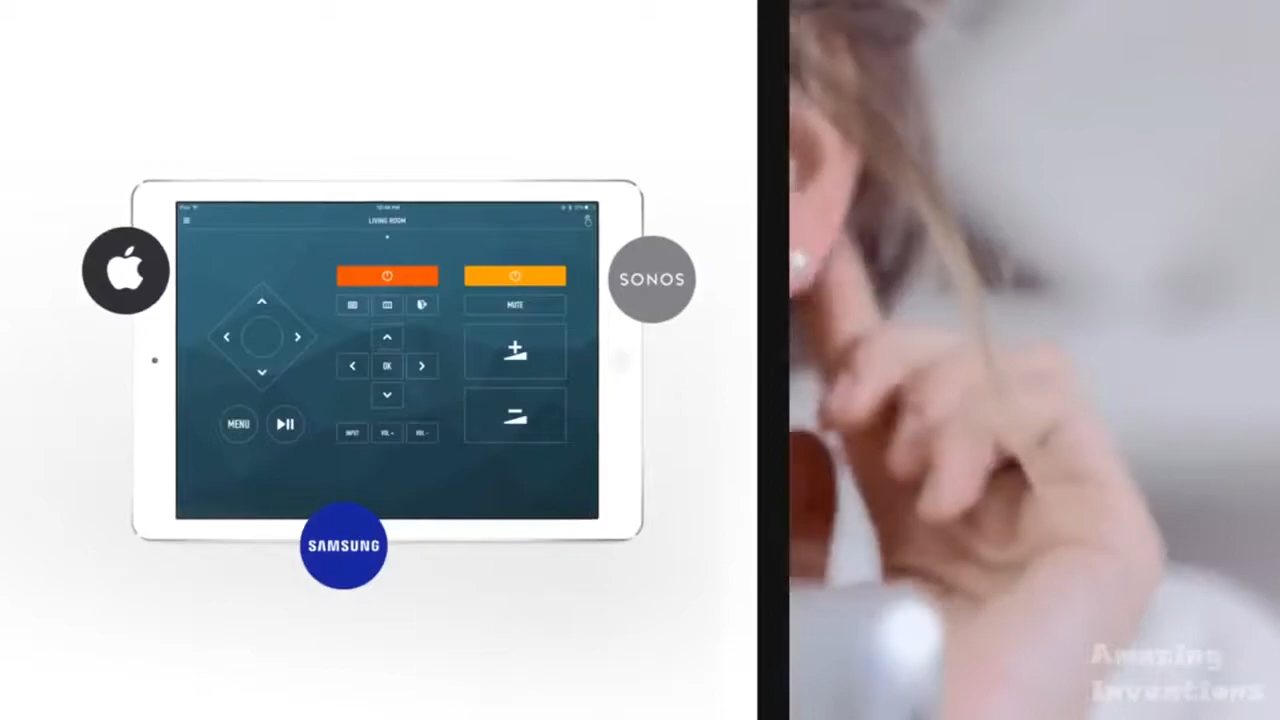 LIVING ROOM
SONOS
MUTE
OK
MENU
INPUT
VOL +
VOL -
SAMSUNG
Amazing
Inventions